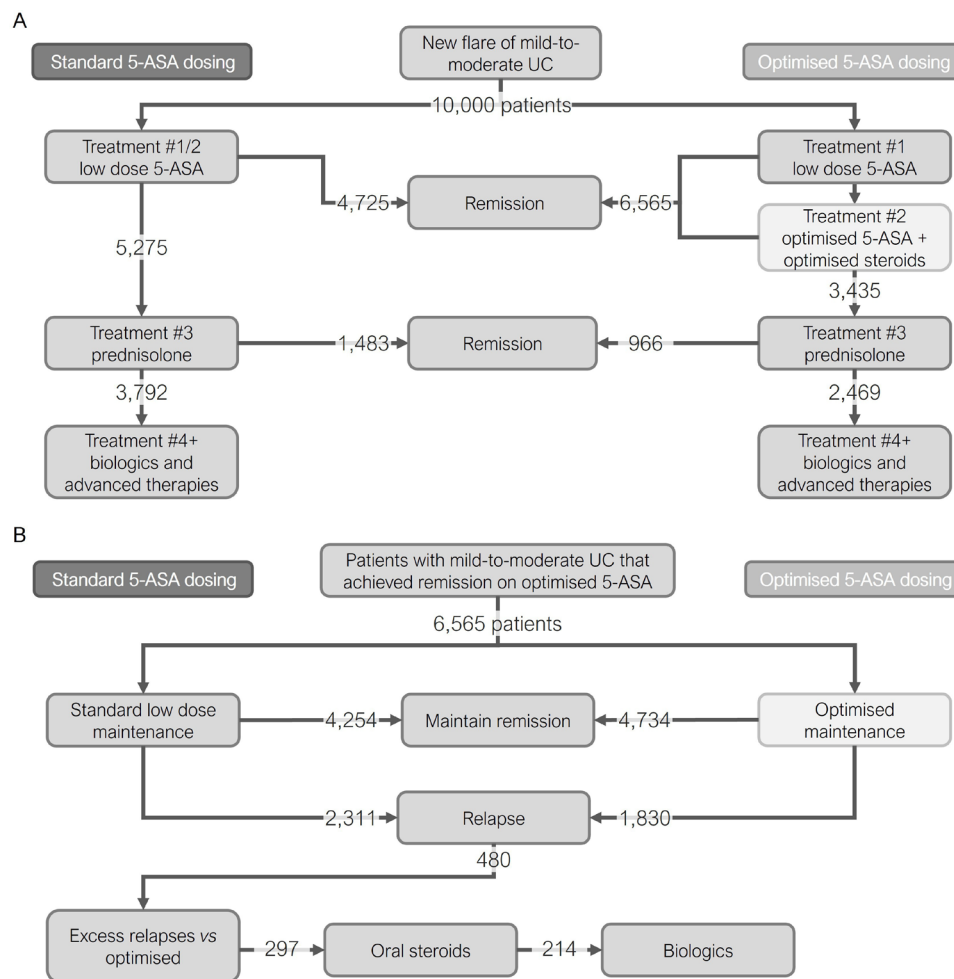 A
Standard 5-ASA dosing
New flare of mild-to-
moderate UC
Optimised 5-ASA dosing
10,000 patients
Treatment #1/2
low dose 5-ASA
Treatment #1
low dose 5-ASA
4,725
Remission
6,565
Treatment #2
optimised 5-ASA +
optimised steroids
5,275
3,435
Treatment #3
prednisolone
1,483
Remission
966
Treatment #3
prednisolone
3,792
2,469
Treatment #4+
biologics and
advanced therapies
Treatment #4+
biologics and
advanced therapies
B
Standard 5-ASA dosing
Patients with mild-to-moderate UC that
achieved remission on optimised 5-ASA
Optimised 5-ASA dosing
6,565 patients
Standard low dose
maintenance
4,254
Maintain remission
4,734
Optimised
maintenance
2,311
Relapse
1,830
480
Excess relapses vs
optimised
297
Oral steroids
214
Biologics